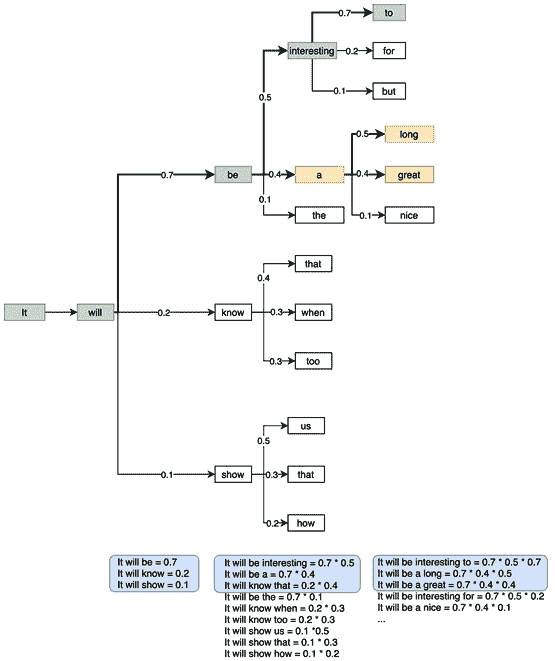 0.7
to
interesting
0.2
for
0.1
but
0.5
0.5
long
0.7
be
0.4
a
0.4
great
0.1
the
0.1
nice
that
0.4
It
will
0.2
know
0.3
when
0.3
too
us
0.5
0.1
show
0.3
that
0.2
how
It will be = 0.7
It will know = 0.2
It will show = 0.1
It will be interesting = 0.7 * 0.5
It will be a = 0.7 * 0.4
It will know that = 0.2 * 0.4
It will be the = 0.7 * 0.1
It will know when = 0.2 * 0.3
It will know too = 0.2 * 0.3
It will show us = 0.1 *0.5
It will show that = 0.1 * 0.3
It will show how = 0.1 * 0.2
It will be interesting to = 0.7 * 0.5 * 0.7
It will be a long = 0.7 * 0.4 * 0.5
It will be a great = 0.7 * 0.4 * 0.4
It will be interesting for = 0.7 * 0.5 * 0.2
It will be a nice = 0.7 * 0.4 * 0.1
...